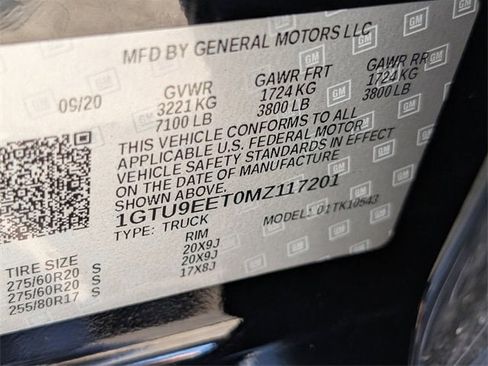 MFD BY GENERAL MOTORS LLC
09/20 GVWR GAWR FRT GAWR RR
3221 KG 1724 KG 1724 KG
7100 LB 3800 LB 3800 LB
THIS VEHICLE CONFORMS TO ALL
APPLICABLE U.S. FEDERAL MOTOR
VEHICLE SAFETY STANDARDS IN EFFECT
ON THE DATE OF MANUFACTURE
SHOWN ABOVE.
1GTU9EET0MZ117201
TYPE: TRUCK MODEL: 01TK10543
TIRE SIZE RIM
275/60R20 S 20X9J
275/60R20 S 20X9J
255/80R17 S 17X8J